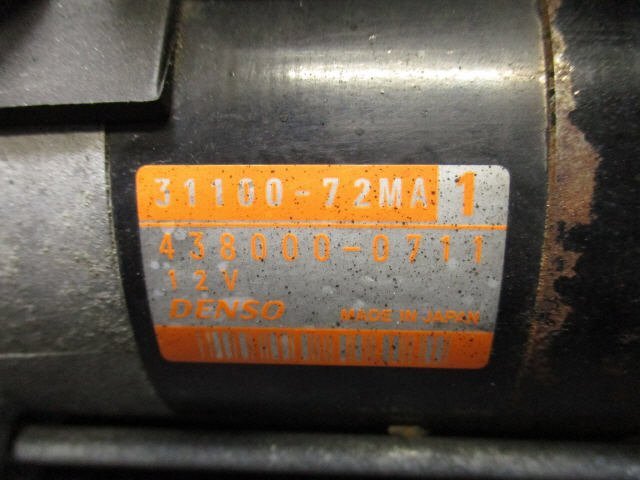 31100-72MA 1
438000-0711
12V
DENSO MADE IN JAPAN